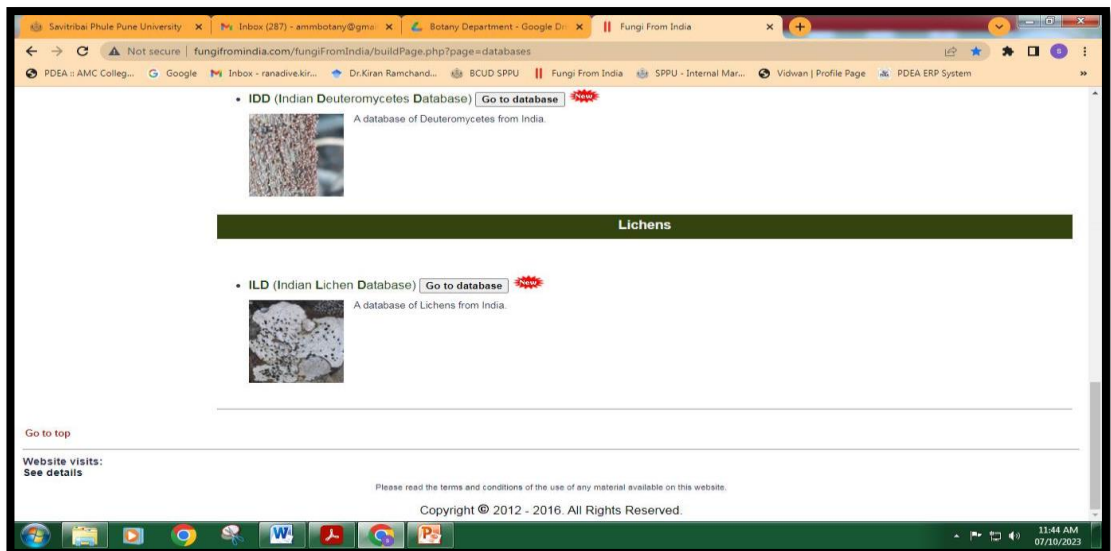 Savitribai Phule Pune University
Inbox (287) - ammbotany@gmai
Botany Department - Google Dri
Fungi From India
Not secure | fungifromindia.com/fungiFromIndia/buildPage.php?page=databases
PDEA :: AMC Colleg...
Google
Inbox - ranadive.kir...
Dr.Kiran Ramchand...
BCUD SPPU
Fungi From India
SPPU - Internal Mar...
Vidwan | Profile Page
PDEA ERP System
»
• IDD (Indian Deuteromycetes Database) Go to database New
A database of Deuteromycetes from India.
Lichens
• ILD (Indian Lichen Database) Go to database New
A database of Lichens from India.
Go to top
Website visits:
See details
Please read the terms and conditions of the use of any material available on this website.
Copyright © 2012 - 2016. All Rights Reserved.
11:44 AM
07/10/2023